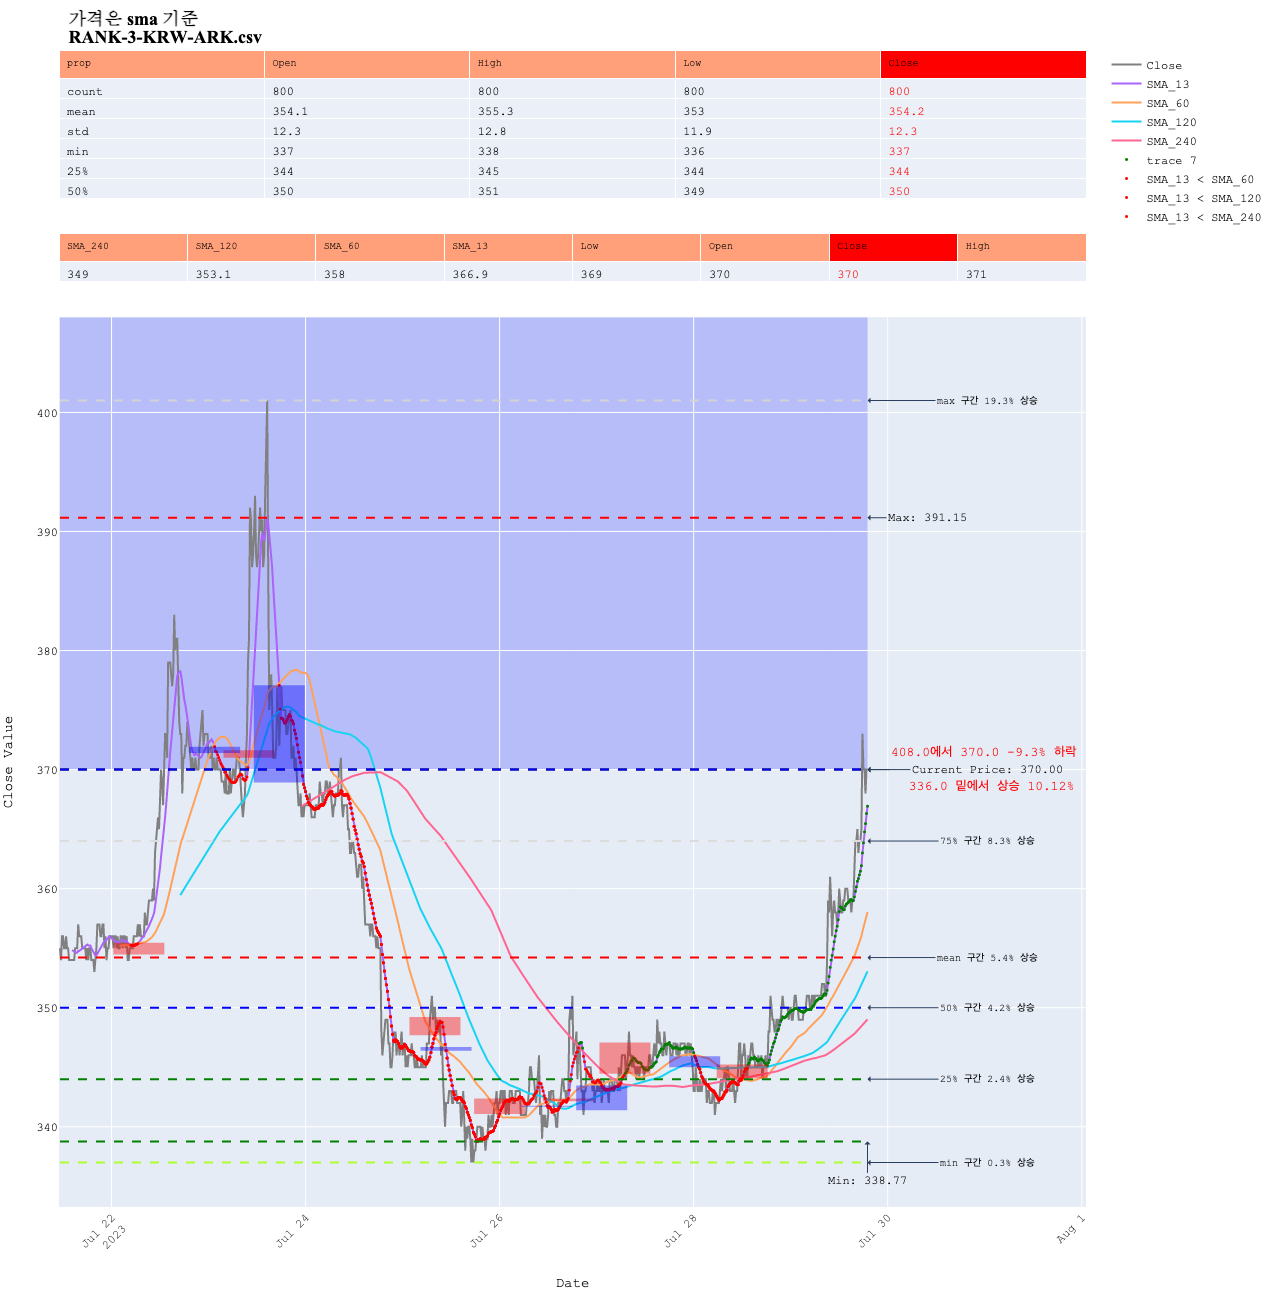 가격은 sma 기준
RANK-3-KRW-ARK.csv
prop Open High Low Close
count 800 800 800 800
mean 354.1 355.3 353 354.2
std 12.3 12.8 11.9 12.3
min 337 338 336 337
25% 344 345 344 344
50% 350 351 349 350
SMA_240 SMA_120 SMA_60 SMA_13 Low Open Close High
349 353.1 358 366.9 369 370 370 371
Close
SMA_13
SMA_60
SMA_120
SMA_240
trace 7
SMA_13 < SMA_60
SMA_13 < SMA_120
SMA_13 < SMA_240
Close Value
400
390
380
370
360
350
340
max 구간 19.3% 상승
Max: 391.15
408.0에서 370.0 -9.3% 하락
Current Price: 370.00
336.0 밑에서 상승 10.12%
75% 구간 8.3% 상승
mean 구간 5.4% 상승
50% 구간 4.2% 상승
25% 구간 2.4% 상승
min 구간 0.3% 상승
Min: 338.77
Jul 22
2023
Jul 24
Jul 26
Jul 28
Jul 30
Aug 1
Date